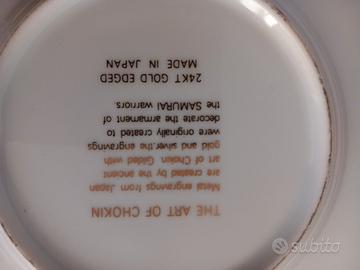 THE ART OF CHOKIN
Metal engravings from Japan
are created by the ancient
art of Chokin Gilded with
gold and silver,the engravings
were originally created to
decorate the armament of
the SAMURAI warriors.
24KT GOLD EDGED
MADE IN JAPAN
subito